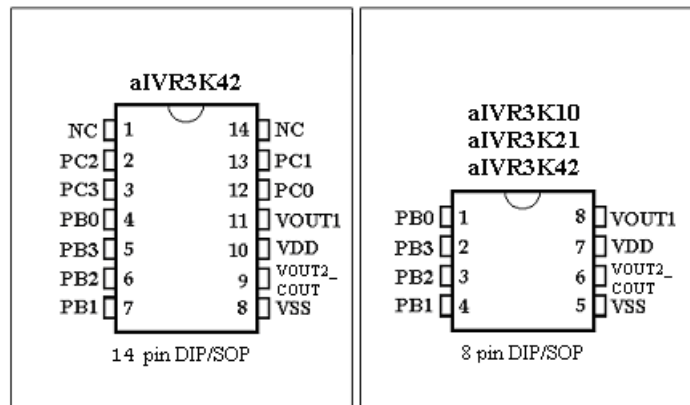 aIVR3K42
NC 1 14 NC
PC2 2 13 PC1
PC3 3 12 PC0
PB0 4 11 VOUT1
PB3 5 10 VDD
PB2 6 9 VOUT2_
COUT
PB1 7 8 VSS
14 pin DIP/SOP
aIVR3K10
aIVR3K21
aIVR3K42
PB0 1 8 VOUT1
PB3 2 7 VDD
PB2 3 6 VOUT2_
COUT
PB1 4 5 VSS
8 pin DIP/SOP